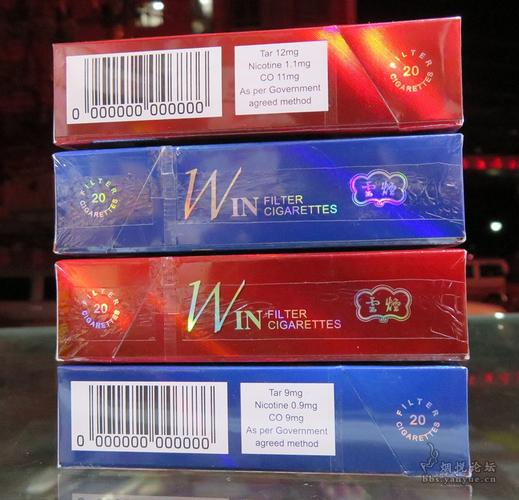 0 000000 000000
Tar 12mg
Nicotine 1.1mg
CO 11mg
As per Government
agreed method
FILTER
20
CIGARETTES
FILTER
20
CIGARETTES
WIN FILTER
CIGARETTES
雲煙
FILTER
20
CIGARETTES
WIN FILTER
CIGARETTES
雲煙
0 000000 000000
Tar 9mg
Nicotine 0.9mg
CO 9mg
As per Government
agreed method
FILTER
20
CIGARETTES
烟悦论坛
bbs.yanyue.cn